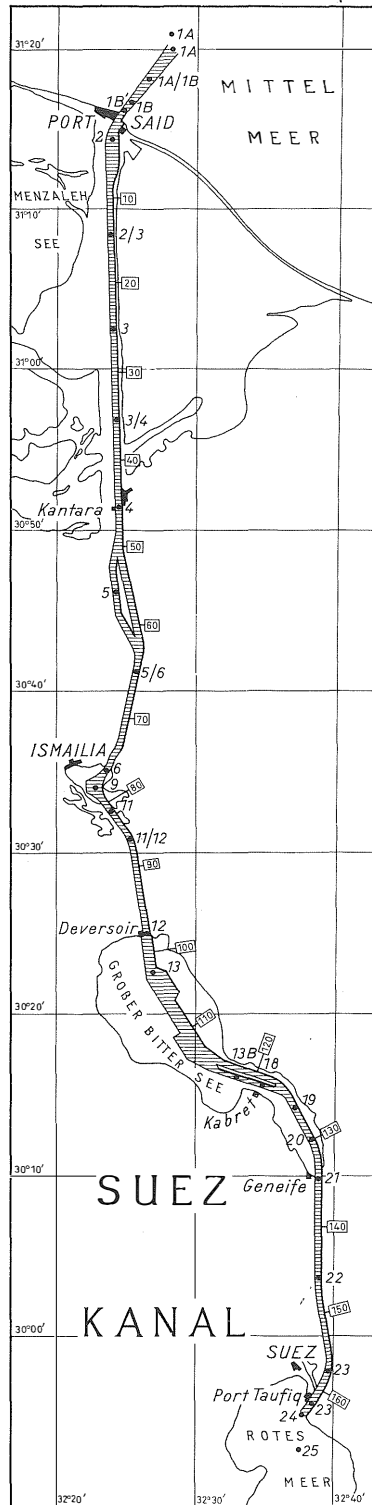 1A
31°20'
1A
1A/1B
MITTEL
1B'
1B
PORT SAID
MEER
2
MENZALEH
10
31°10'
SEE
2/3
20
3
31°00'
30
3/4
40
Kantara
4
30°50'
50
5
60
30°40'
5/6
70
ISMAILIA
6
9
80
11
11/12
30°30'
90
Deversoir
12
100
13
GROßER BITTER SEE
30°20'
110
13B
120
18
Kabret
19
20
130
30°10'
Geneife
21
SUEZ
140
22
150
30°00'
KANAL
SUEZ
23
Port Taufiq
160
23
24
ROTES
25
MEER
32°20'
32°30'
32°40'